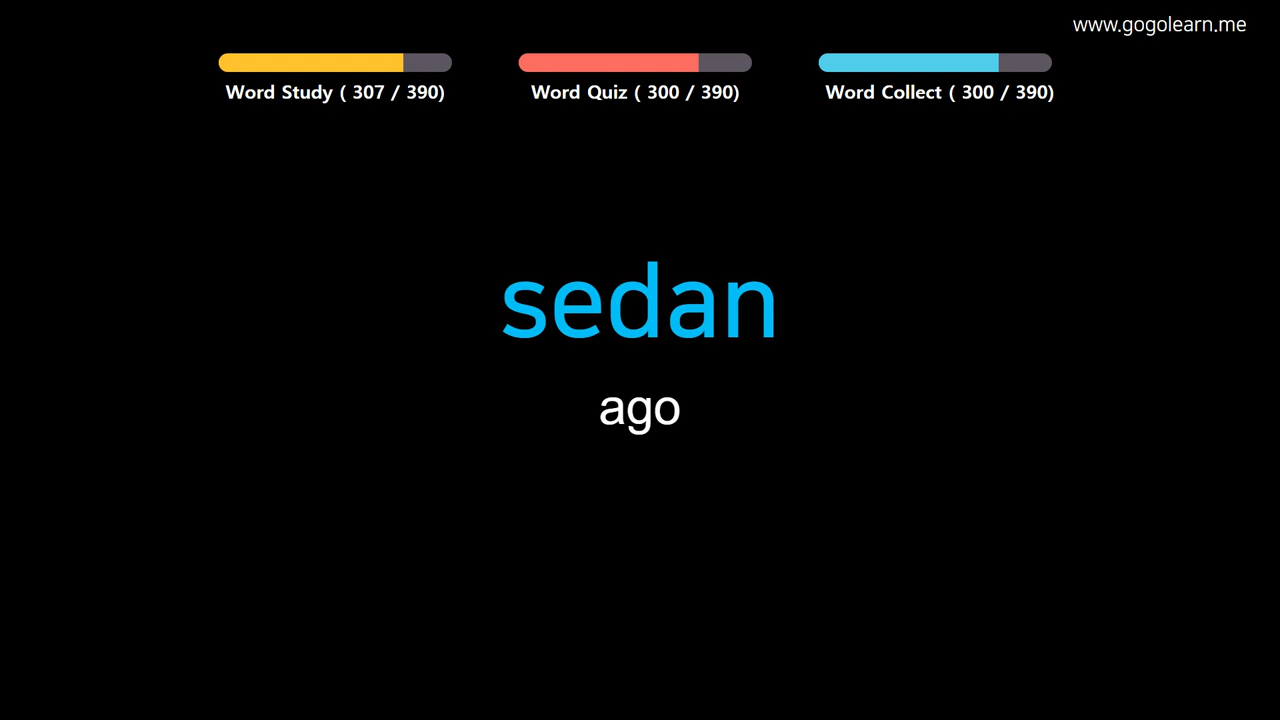 www.gogolearn.me
Word Study ( 307 / 390)
Word Quiz ( 300 / 390)
Word Collect ( 300 / 390)
sedan
ago